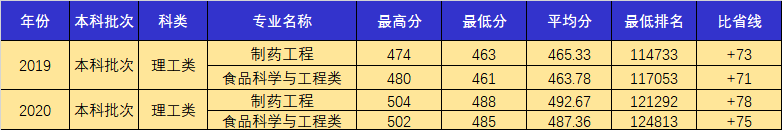 年份 本科批次 科类 专业名称 最高分 最低分 平均分 最低排名 比省线
2019 本科批次 理工类 制药工程 474 463 465.33 114733 +73
食品科学与工程类 480 461 463.78 117053 +71
2020 本科批次 理工类 制药工程 504 488 492.67 121292 +78
食品科学与工程类 502 485 487.36 124813 +75